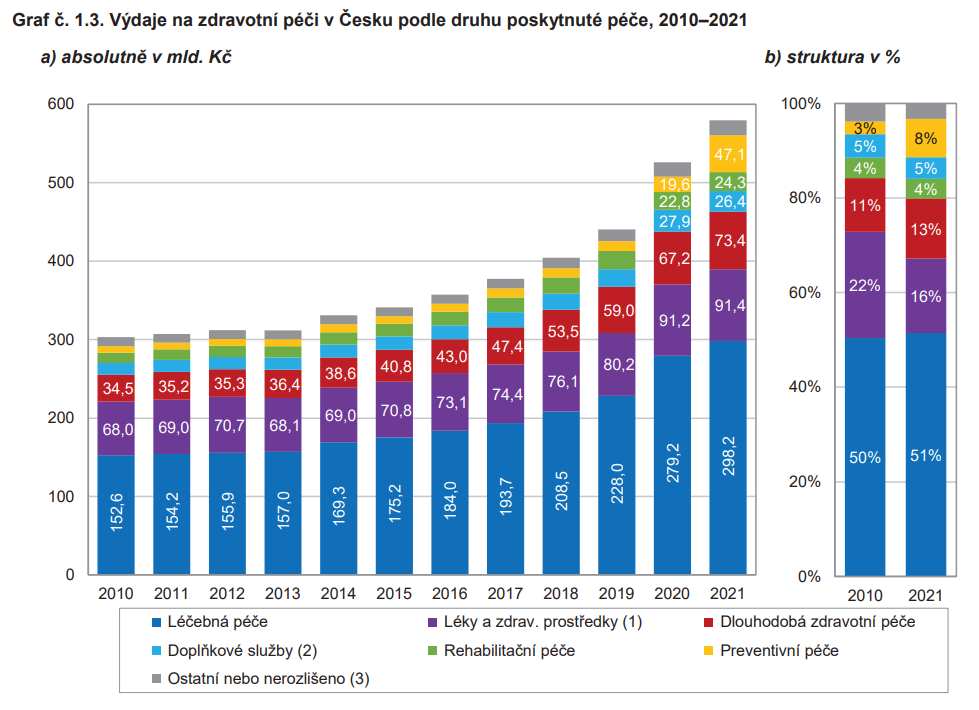 Graf č. 1.3. Výdaje na zdravotní péči v Česku podle druhu poskytnuté péče, 2010–2021
a) absolutně v mld. Kč
b) struktura v %
600
500
400
300
200
100
0
152,6 154,2 155,9 157,0 169,3 175,2 184,0 193,7 208,5 228,0 279,2 298,2
68,0 69,0 70,7 68,1 69,0 70,8 73,1 74,4 76,1 80,2 91,2 91,4
34,5 35,2 35,3 36,4 38,6 40,8 43,0 47,4 53,5 59,0 67,2 73,4
27,9 26,4
22,8 24,3
19,6 47,1
2010 2011 2012 2013 2014 2015 2016 2017 2018 2019 2020 2021
100%
80%
60%
40%
20%
0%
3% 8%
5% 5%
4% 4%
11% 13%
22% 16%
50% 51%
2010 2021
Léčebná péče
Léky a zdrav. prostředky (1)
Dlouhodobá zdravotní péče
Doplňkové služby (2)
Rehabilitační péče
Preventivní péče
Ostatní nebo nerozlišeno (3)